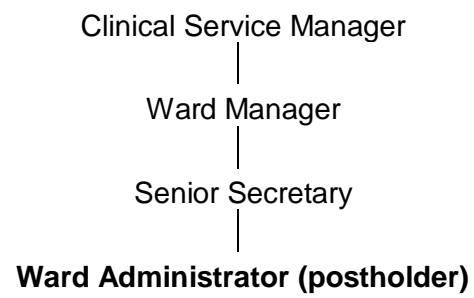 Clinical Service Manager
Ward Manager
Senior Secretary
Ward Administrator (postholder)